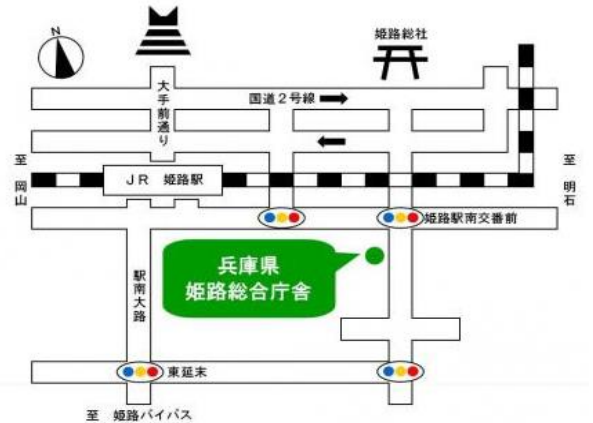 N
姫路総社
国道2号線
大手前通り
至 岡山
至 明石
JR 姫路駅
姫路駅南交番前
兵庫県
姫路総合庁舎
駅南大路
東延末
至 姫路バイパス